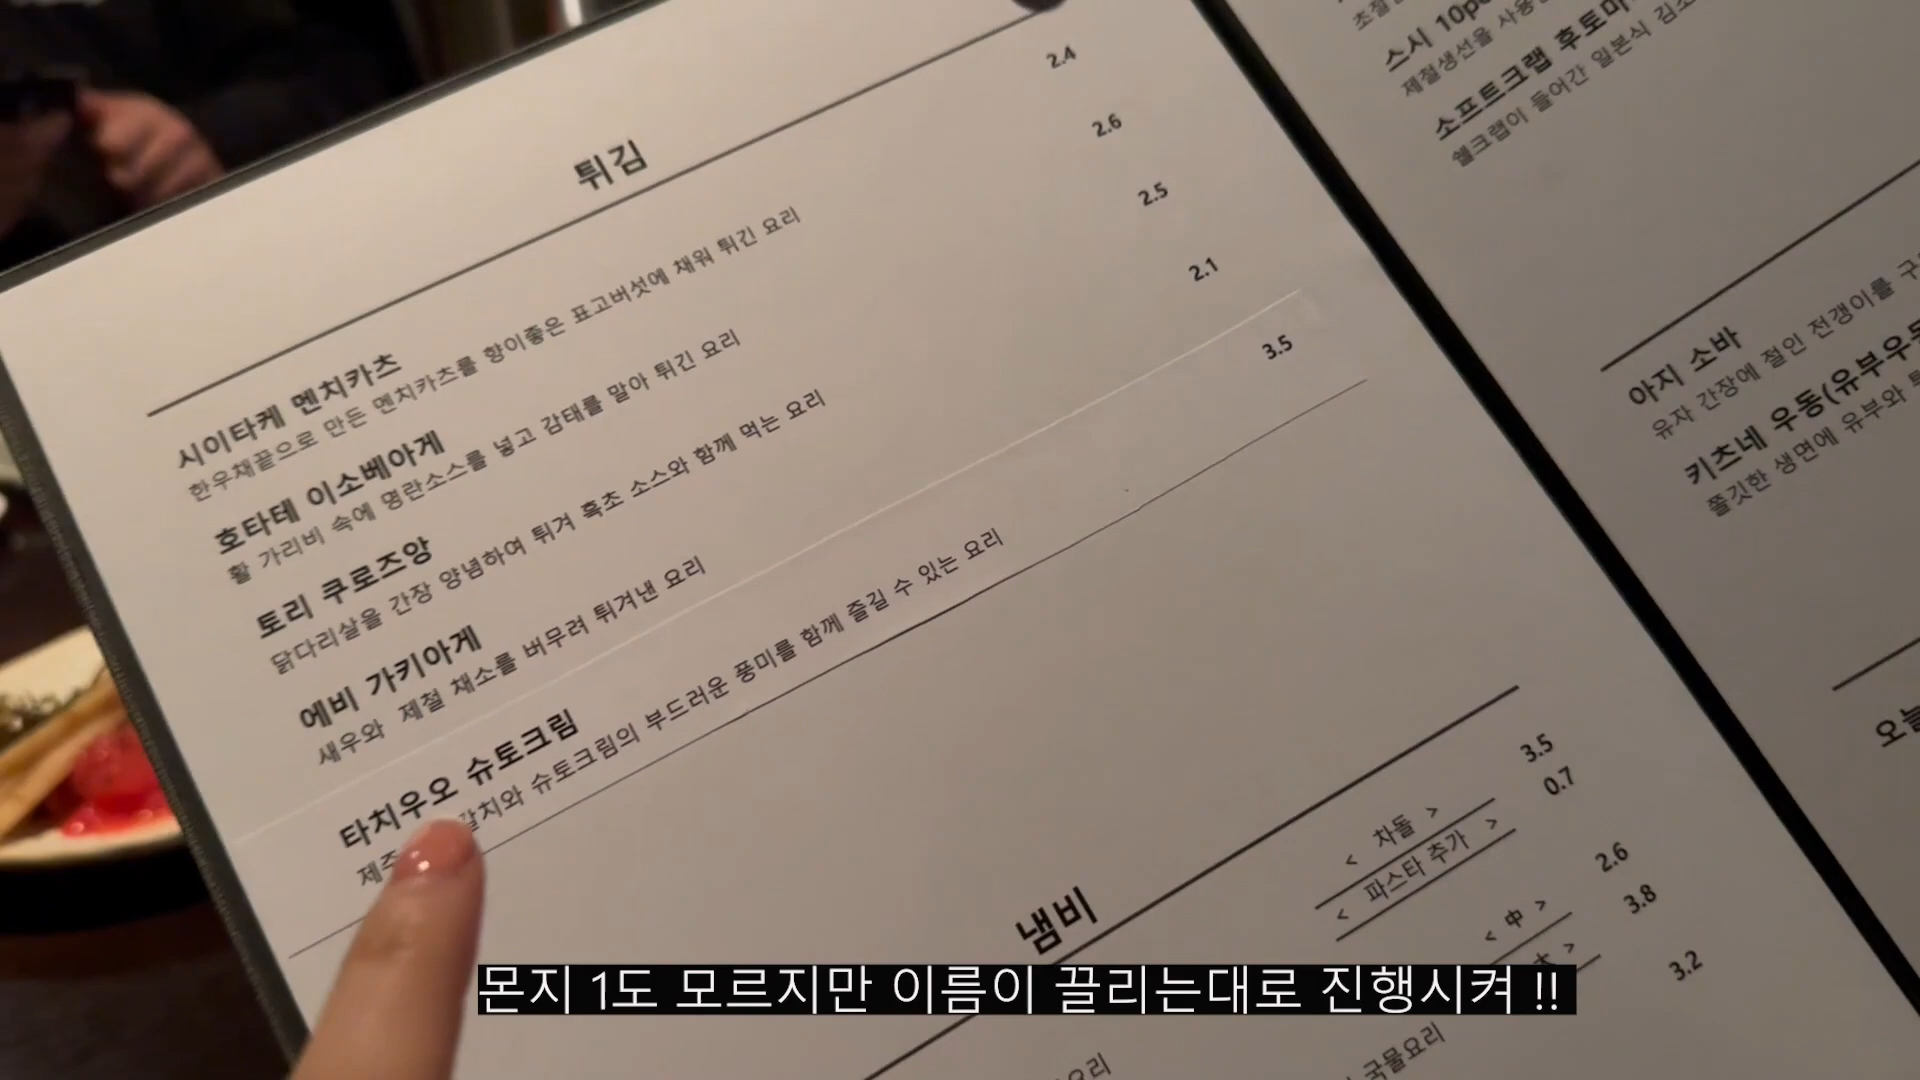 튀김
시이타케 멘치카츠 2.4
한우채끝으로 만든 멘치카츠를 향이좋은 표고버섯에 채워 튀긴 요리
호타테 이소베아게 2.6
활 가리비 속에 명란소스를 넣고 감태를 말아 튀긴 요리
토리 쿠로즈앙 2.5
닭다리살을 간장 양념하여 튀겨 흑초 소스와 함께 먹는 요리
에비 가키아게 2.1
새우와 제철 채소를 버무려 튀겨낸 요리
타치우오 슈토크림 3.5
갈치와 슈토크림의 부드러운 풍미를 함께 즐길 수 있는 요리
냄비
< 차돌 > 3.5
< 파스타 추가 > 0.7
< 中 > 2.6
大 > 3.8
3.2
국물요리
스시
제철생선을
소프트크랩
쉘크랩이 들어간 일본식
아지 소바
유자 간장에 절인 전갱이를
키츠네 우동(유부우동
쫄깃한 생면에 유부와
몬지 1도 모르지만 이름이 끌리는대로 진행시켜 !!